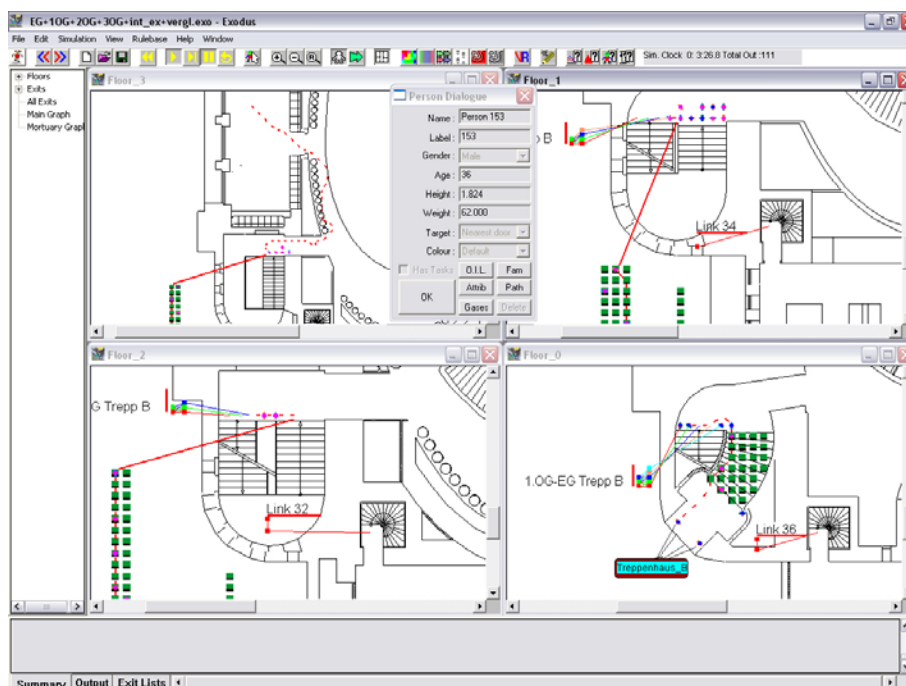 EG+1OG+2OG+3OG+int_ex+vergl.exo - Exodus
File Edit Simulation View Rulebase Help Window
VR
Sim. Clock 0: 3:26.8 Total Out :111
Floors
Exits
All Exits
Main Graph
Mortuary Grap
Floor_3
Floor_1
B
Link 34
Person Dialogue
Name : Person 153
Label : 153
Gender : Male
Age : 36
Height : 1.824
Weight : 62.000
Target : Nearest door
Colour : Default
Has Tasks O.I.L. Fam
Attrib Path
OK
Gases Delete
Floor_2
G Trepp B
Link 32
Floor_0
1.OG-EG Trepp B
Link 36
Treppenhaus_B
Summary Output Exit Lists